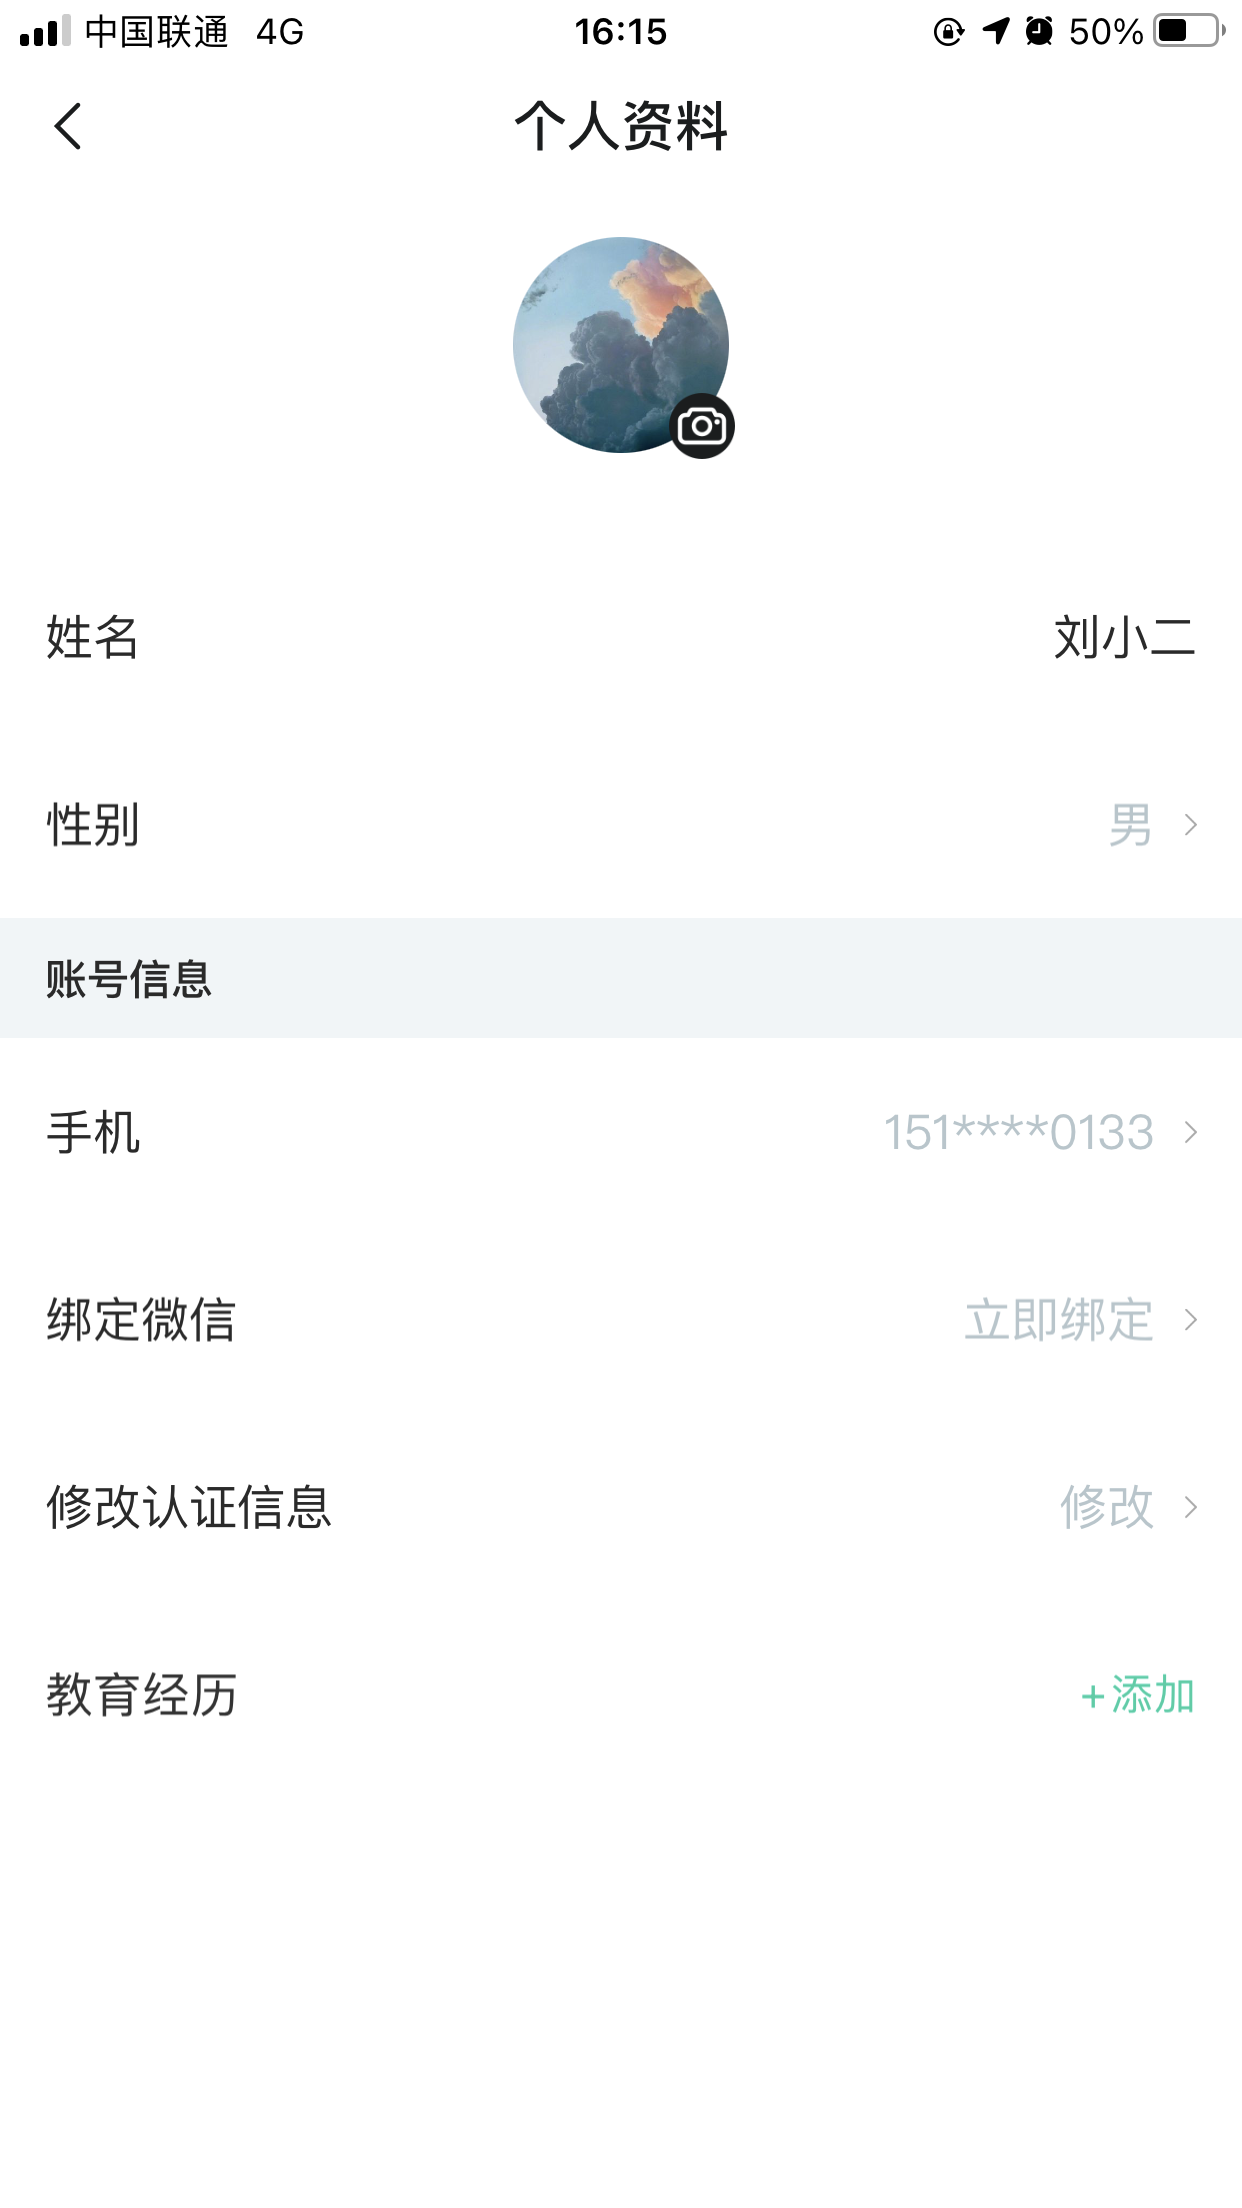 中国联通 4G 16:15 50%
个人资料
姓名 刘小二
性别 男
账号信息
手机 151****0133
绑定微信 立即绑定
修改认证信息 修改
教育经历 +添加